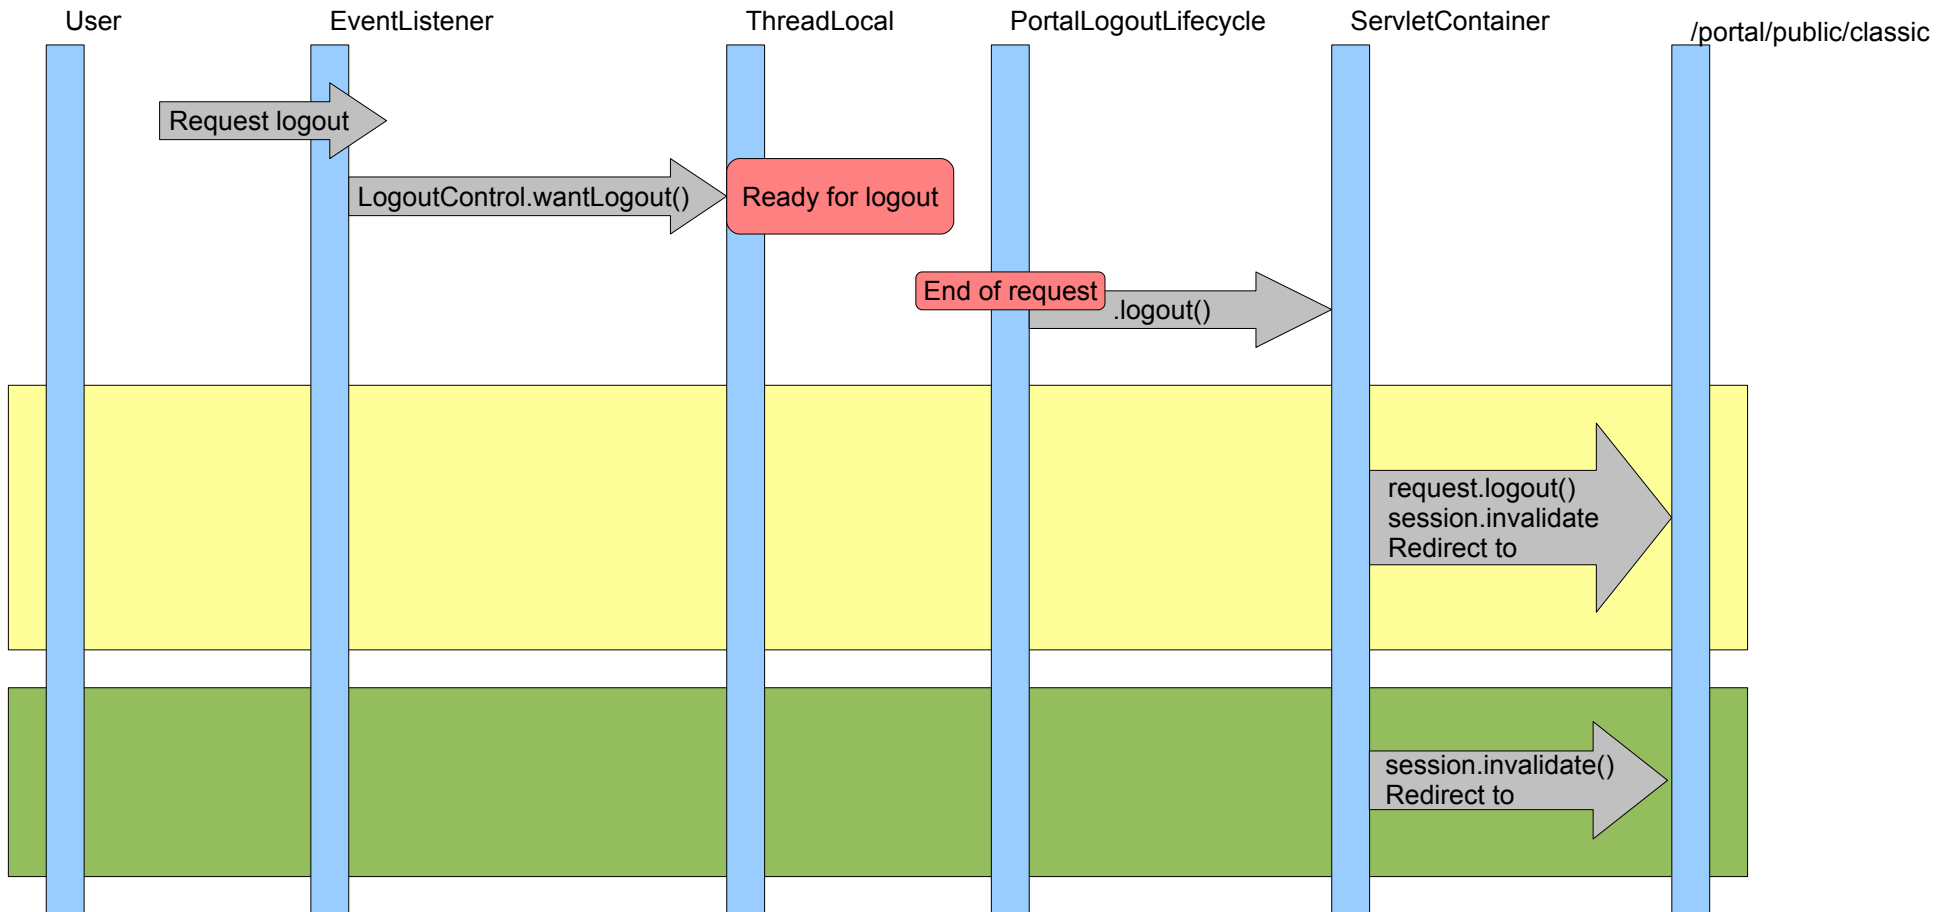 User
EventListener
ThreadLocal
PortalLogoutLifecycle
ServletContainer
/portal/public/classic
Request logout
LogoutControl.wantLogout()
Ready for logout
End of request
.logout()
request.logout()
session.invalidate
Redirect to
session.invalidate()
Redirect to